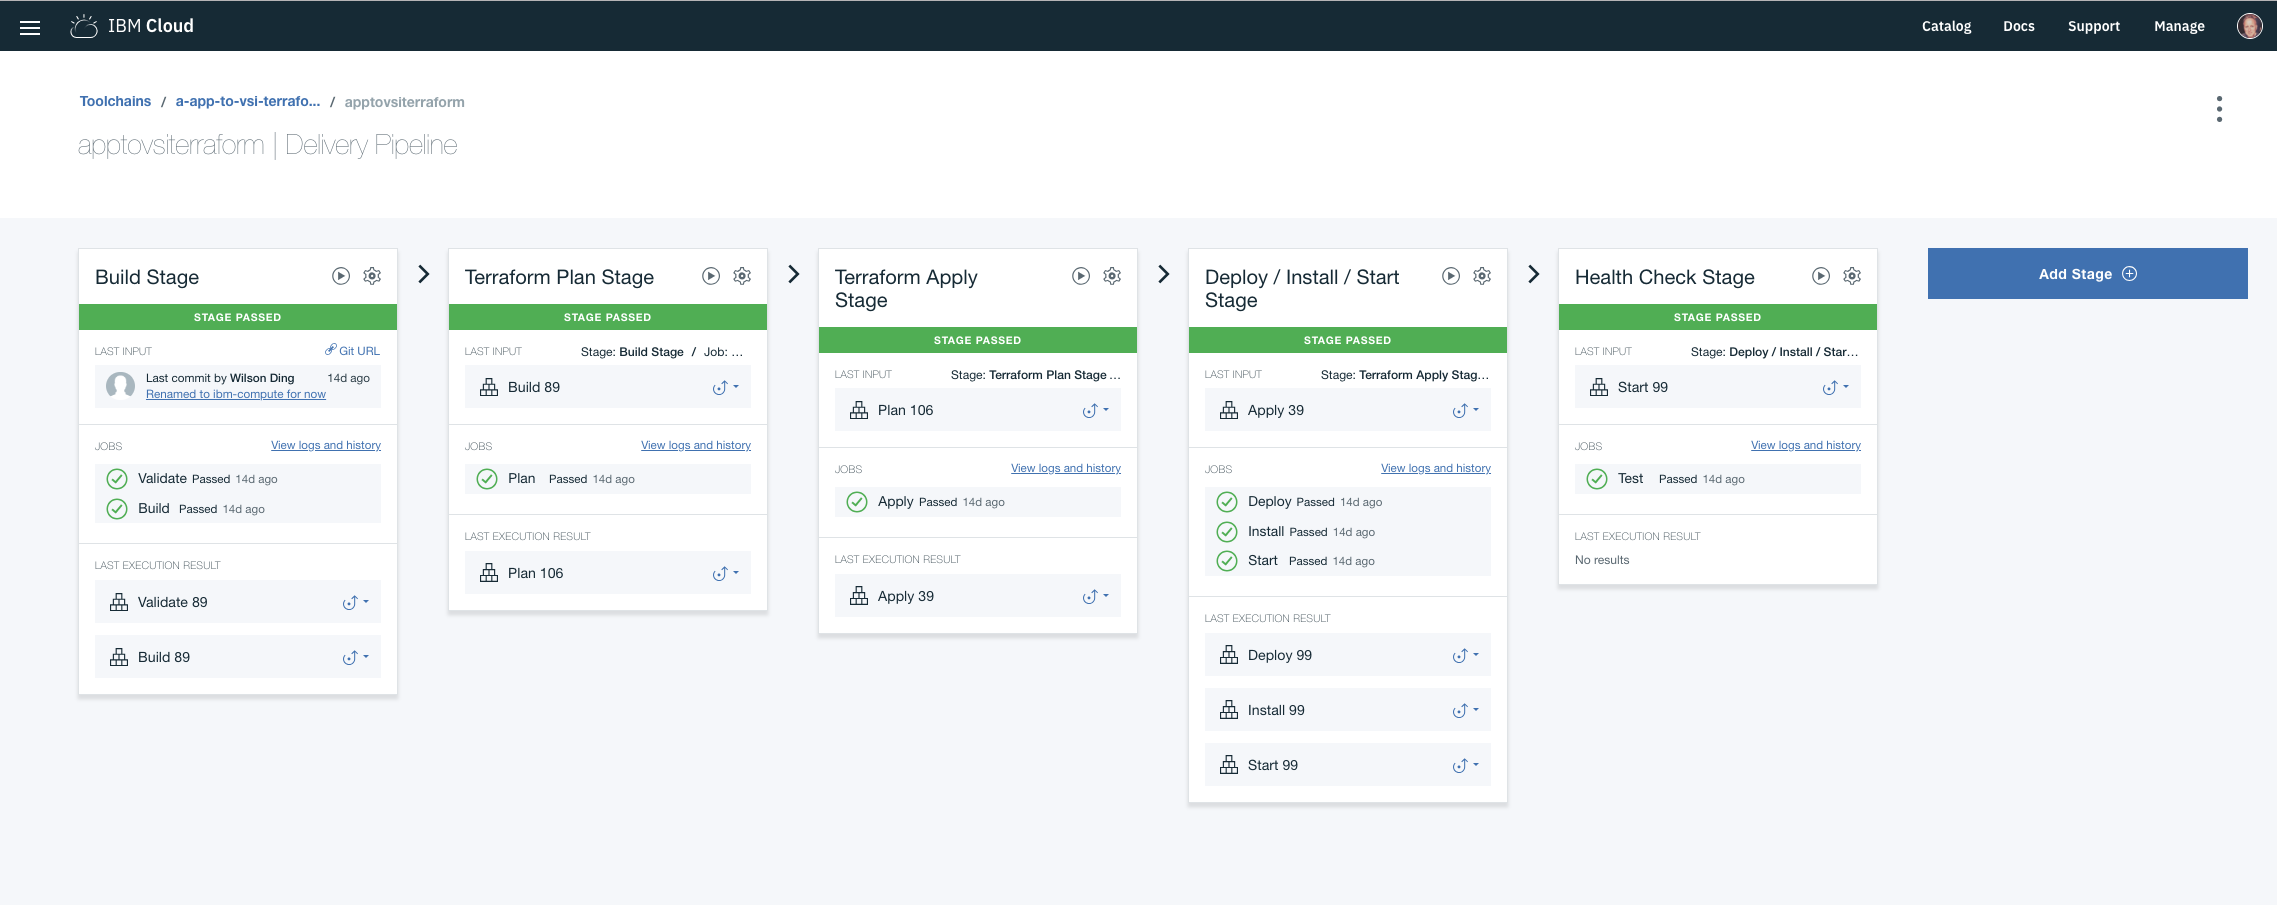 IBM Cloud
Catalog Docs Support Manage
Toolchains / a-app-to-vsi-terrafo... / apptovsiterraform
apptovsiterraform | Delivery Pipeline
Build Stage
STAGE PASSED
LAST INPUT Git URL
Last commit by Wilson Ding 14d ago
Renamed to ibm-compute for now
JOBS View logs and history
Validate Passed 14d ago
Build Passed 14d ago
LAST EXECUTION RESULT
Validate 89
Build 89
Terraform Plan Stage
STAGE PASSED
LAST INPUT Stage: Build Stage / Job: ...
Build 89
JOBS View logs and history
Plan Passed 14d ago
LAST EXECUTION RESULT
Plan 106
Terraform Apply
Stage
STAGE PASSED
LAST INPUT Stage: Terraform Plan Stage ...
Plan 106
JOBS View logs and history
Apply Passed 14d ago
LAST EXECUTION RESULT
Apply 39
Deploy / Install / Start
Stage
STAGE PASSED
LAST INPUT Stage: Terraform Apply Stag...
Apply 39
JOBS View logs and history
Deploy Passed 14d ago
Install Passed 14d ago
Start Passed 14d ago
LAST EXECUTION RESULT
Deploy 99
Install 99
Start 99
Health Check Stage
STAGE PASSED
LAST INPUT Stage: Deploy / Install / Star...
Start 99
JOBS View logs and history
Test Passed 14d ago
LAST EXECUTION RESULT
No results
Add Stage